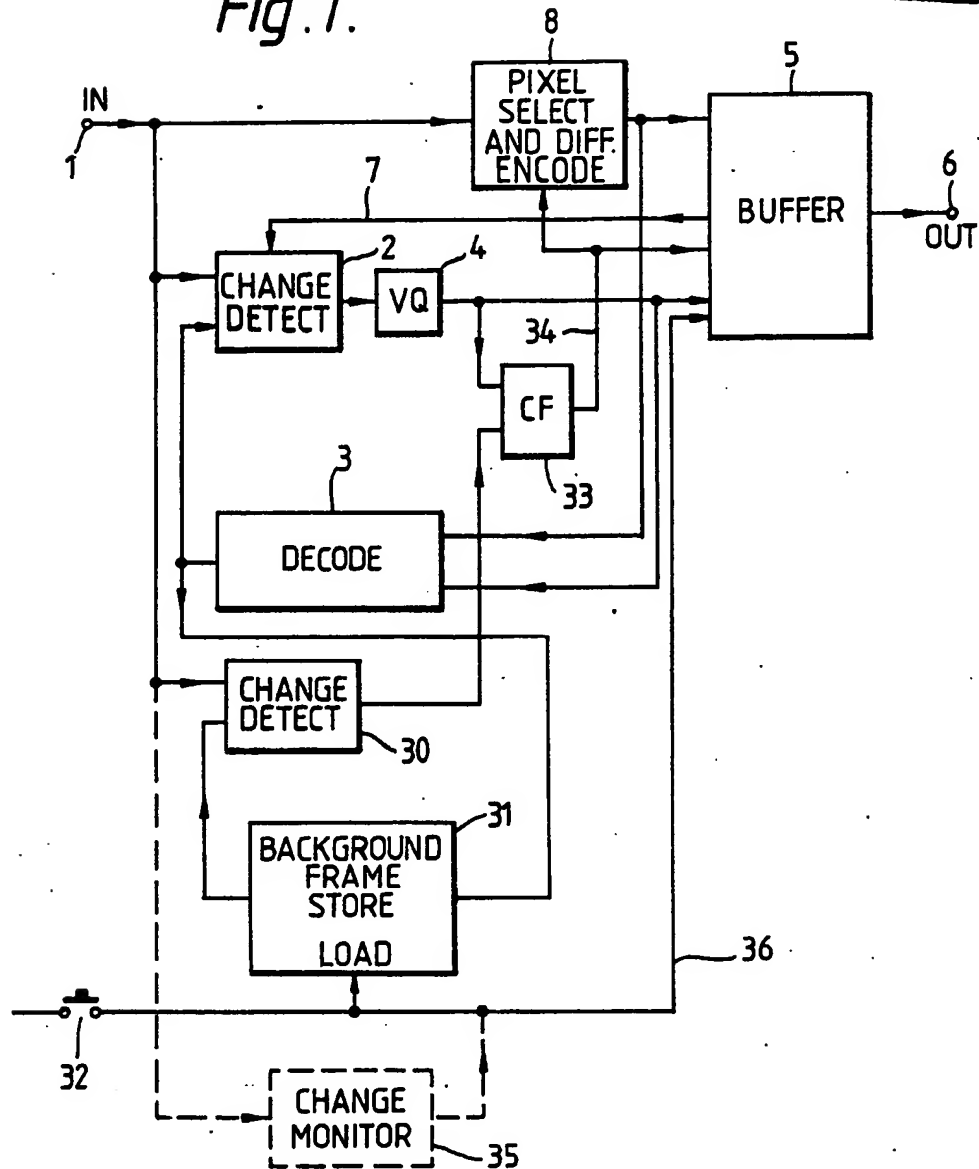 Fig.1.
8
5
IN
PIXEL
SELECT
AND DIFF.
ENCODE
1
7
6
BUFFER
OUT
2
4
CHANGE
DETECT
VQ
34
CF
33
3
DECODE
CHANGE
DETECT
30
31
BACKGROUND
FRAME
STORE
LOAD
36
32
CHANGE
MONITOR
35